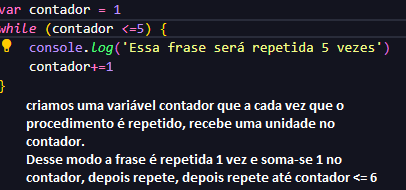 var contador = 1
while (contador <=5) {
console.log('Essa frase será repetida 5 vezes')
contador+=1
}
criamos uma variável contador que a cada vez que o
procedimento é repetido, recebe uma unidade no
contador.
Desse modo a frase é repetida 1 vez e soma-se 1 no
contador, depois repete, depois repete até contador <= 6